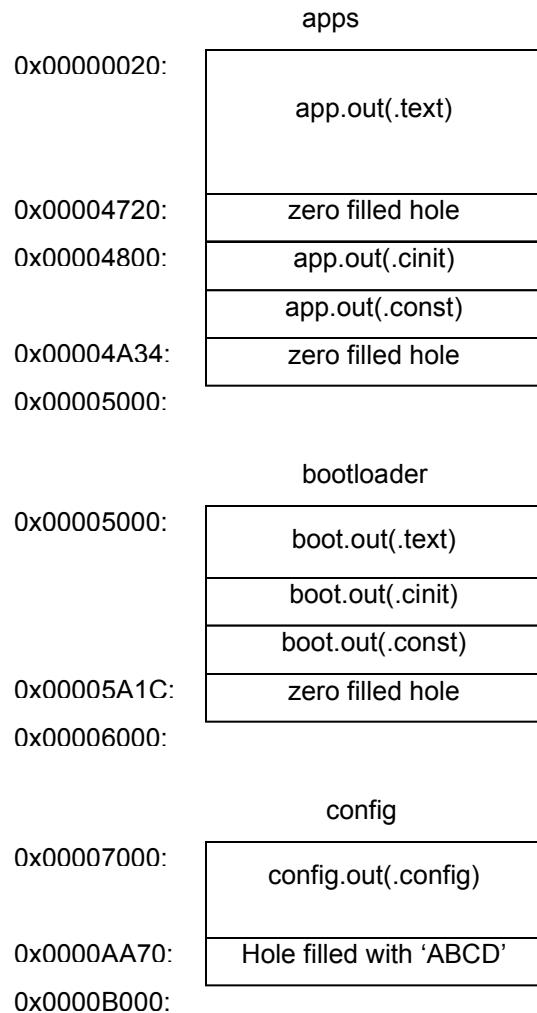 apps
0x00000020:
app.out(.text)
0x00004720: zero filled hole
0x00004800: app.out(.cinit)
app.out(.const)
0x00004A34: zero filled hole
0x00005000:
bootloader
0x00005000:
boot.out(.text)
boot.out(.cinit)
boot.out(.const)
0x00005A1C: zero filled hole
0x00006000:
config
0x00007000:
config.out(.config)
0x0000AA70: Hole filled with ‘ABCD’
0x0000B000: